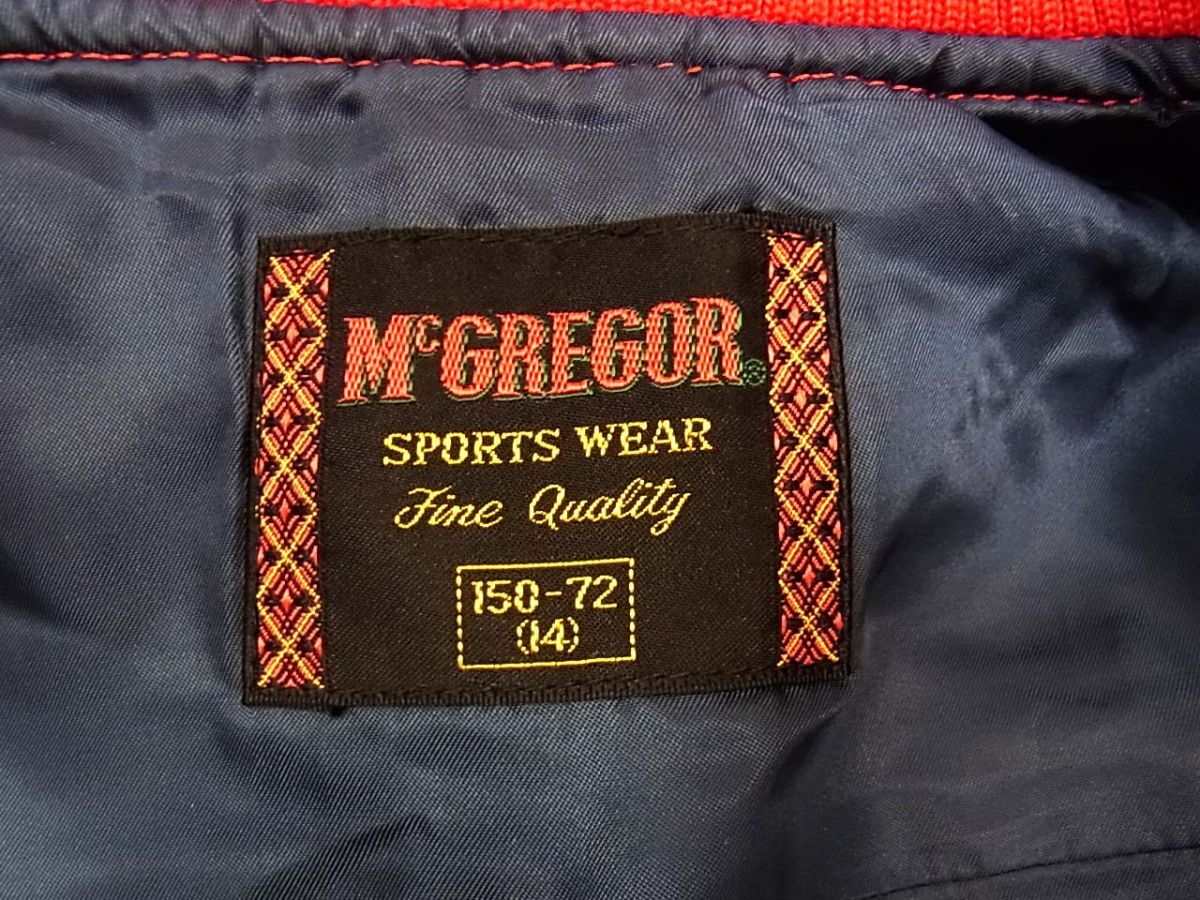 McGREGOR®
SPORTS WEAR
Fine Quality
150-72
(14)